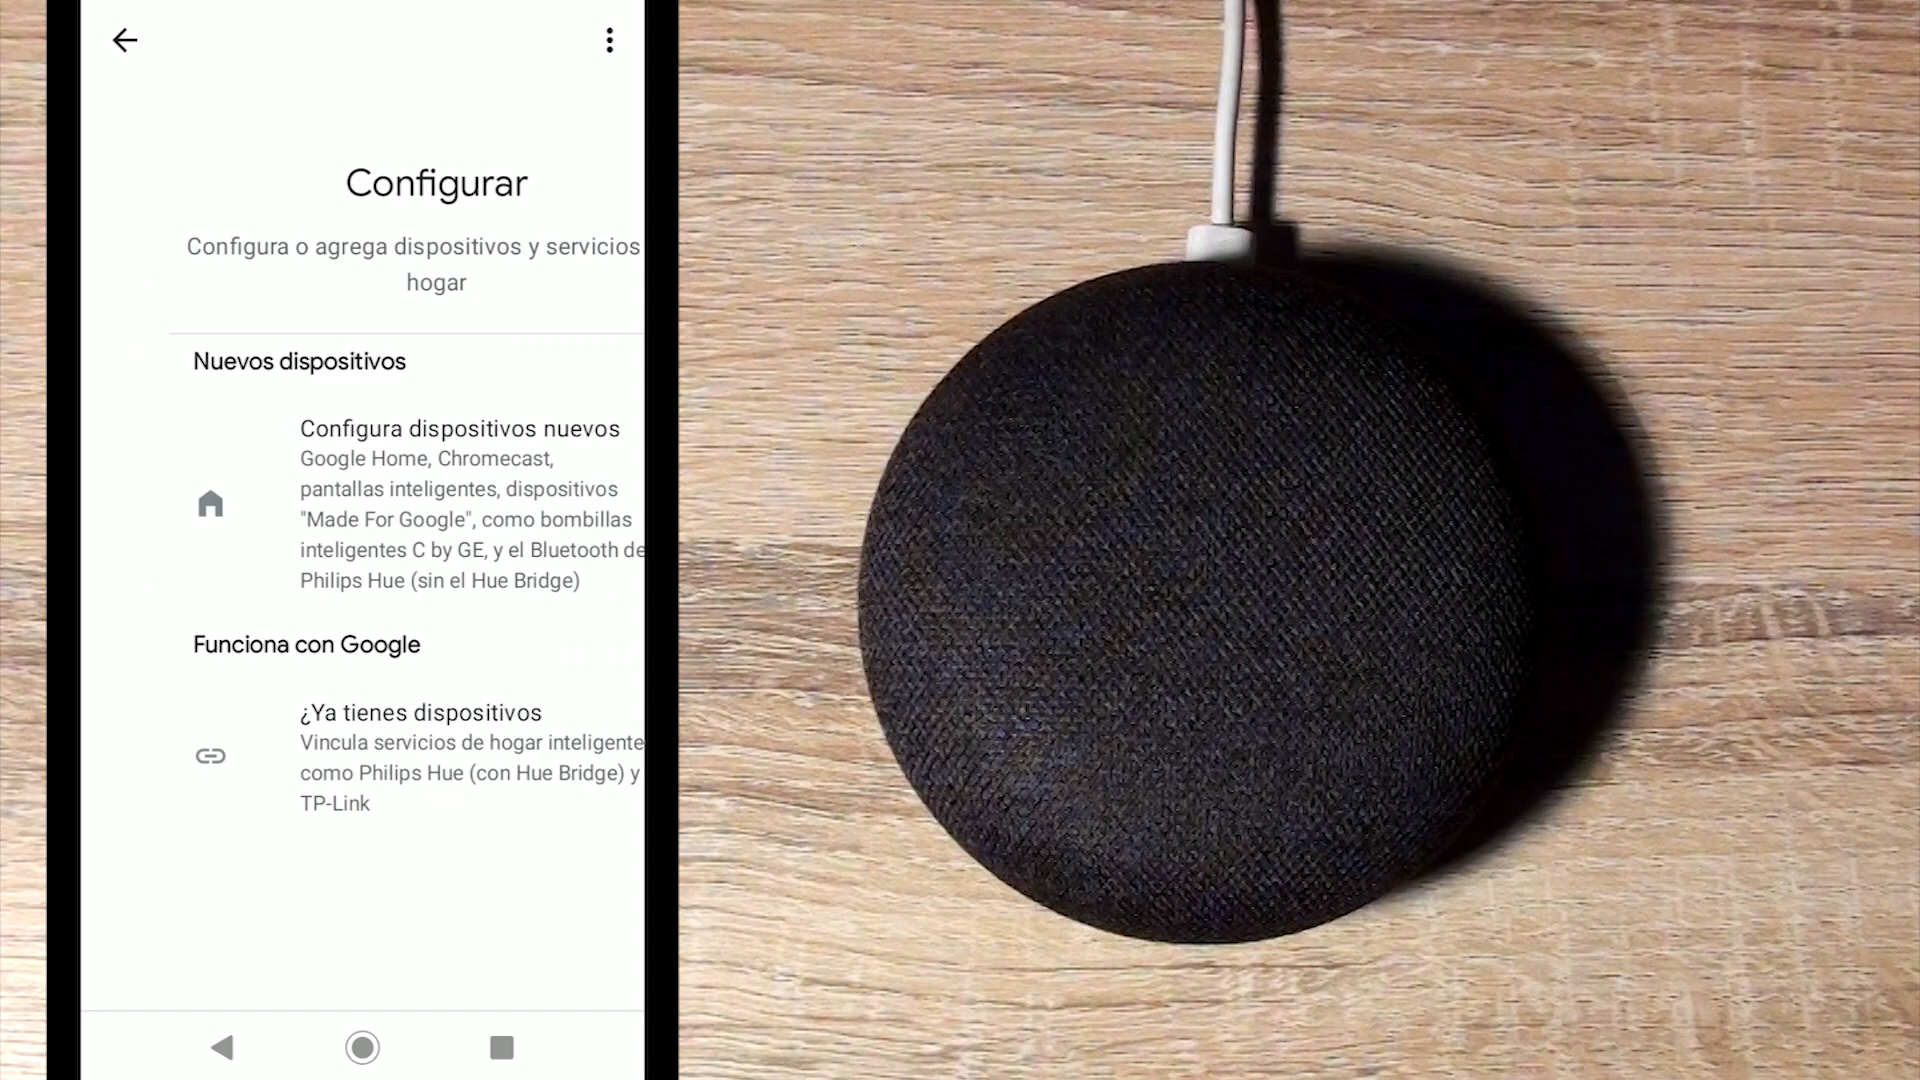 Configurar
Configura o agrega dispositivos y servicios
hogar
Nuevos dispositivos
Configura dispositivos nuevos
Google Home, Chromecast,
pantallas inteligentes, dispositivos
"Made For Google", como bombillas
inteligentes C by GE, y el Bluetooth de
Philips Hue (sin el Hue Bridge)
Funciona con Google
¿Ya tienes dispositivos
Vincula servicios de hogar inteligente
como Philips Hue (con Hue Bridge) y
TP-Link